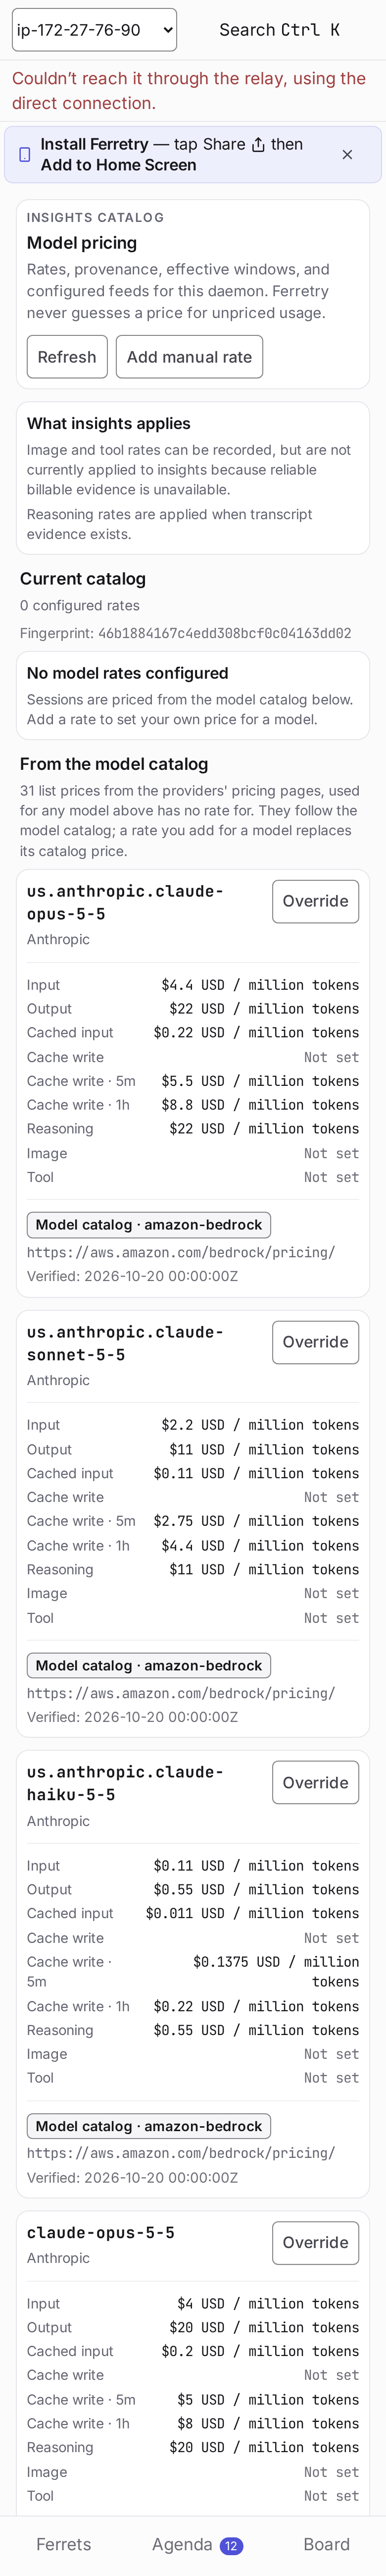 ip-172-27-76-90
Search Ctrl K
Couldn't reach it through the relay, using the
direct connection.
Install Ferretry — tap Share then
Add to Home Screen
INSIGHTS CATALOG
Model pricing
Rates, provenance, effective windows, and
configured feeds for this daemon. Ferretry
never guesses a price for unpriced usage.
Refresh
Add manual rate
What insights applies
Image and tool rates can be recorded, but are not
currently applied to insights because reliable
billable evidence is unavailable.
Reasoning rates are applied when transcript
evidence exists.
Current catalog
0 configured rates
Fingerprint: 46b1884167c4edd308bcf0c04163dd02
No model rates configured
Sessions are priced from the model catalog below.
Add a rate to set your own price for a model.
From the model catalog
31 list prices from the providers' pricing pages, used
for any model above has no rate for. They follow the
model catalog; a rate you add for a model replaces
its catalog price.
us.anthropic.claude-
opus-5-5
Override
Anthropic
Input $4.4 USD / million tokens
Output $22 USD / million tokens
Cached input $0.22 USD / million tokens
Cache write Not set
Cache write · 5m $5.5 USD / million tokens
Cache write · 1h $8.8 USD / million tokens
Reasoning $22 USD / million tokens
Image Not set
Tool Not set
Model catalog · amazon-bedrock
https://aws.amazon.com/bedrock/pricing/
Verified: 2026-10-20 00:00:00Z
us.anthropic.claude-
sonnet-5-5
Override
Anthropic
Input $2.2 USD / million tokens
Output $11 USD / million tokens
Cached input $0.11 USD / million tokens
Cache write Not set
Cache write · 5m $2.75 USD / million tokens
Cache write · 1h $4.4 USD / million tokens
Reasoning $11 USD / million tokens
Image Not set
Tool Not set
Model catalog · amazon-bedrock
https://aws.amazon.com/bedrock/pricing/
Verified: 2026-10-20 00:00:00Z
us.anthropic.claude-
haiku-5-5
Override
Anthropic
Input $0.11 USD / million tokens
Output $0.55 USD / million tokens
Cached input $0.011 USD / million tokens
Cache write Not set
Cache write ·
5m
$0.1375 USD / million
tokens
Cache write · 1h $0.22 USD / million tokens
Reasoning $0.55 USD / million tokens
Image Not set
Tool Not set
Model catalog · amazon-bedrock
https://aws.amazon.com/bedrock/pricing/
Verified: 2026-10-20 00:00:00Z
claude-opus-5-5
Override
Anthropic
Input $4 USD / million tokens
Output $20 USD / million tokens
Cached input $0.2 USD / million tokens
Cache write Not set
Cache write · 5m $5 USD / million tokens
Cache write · 1h $8 USD / million tokens
Reasoning $20 USD / million tokens
Image Not set
Tool Not set
Ferrets
Agenda 12
Board